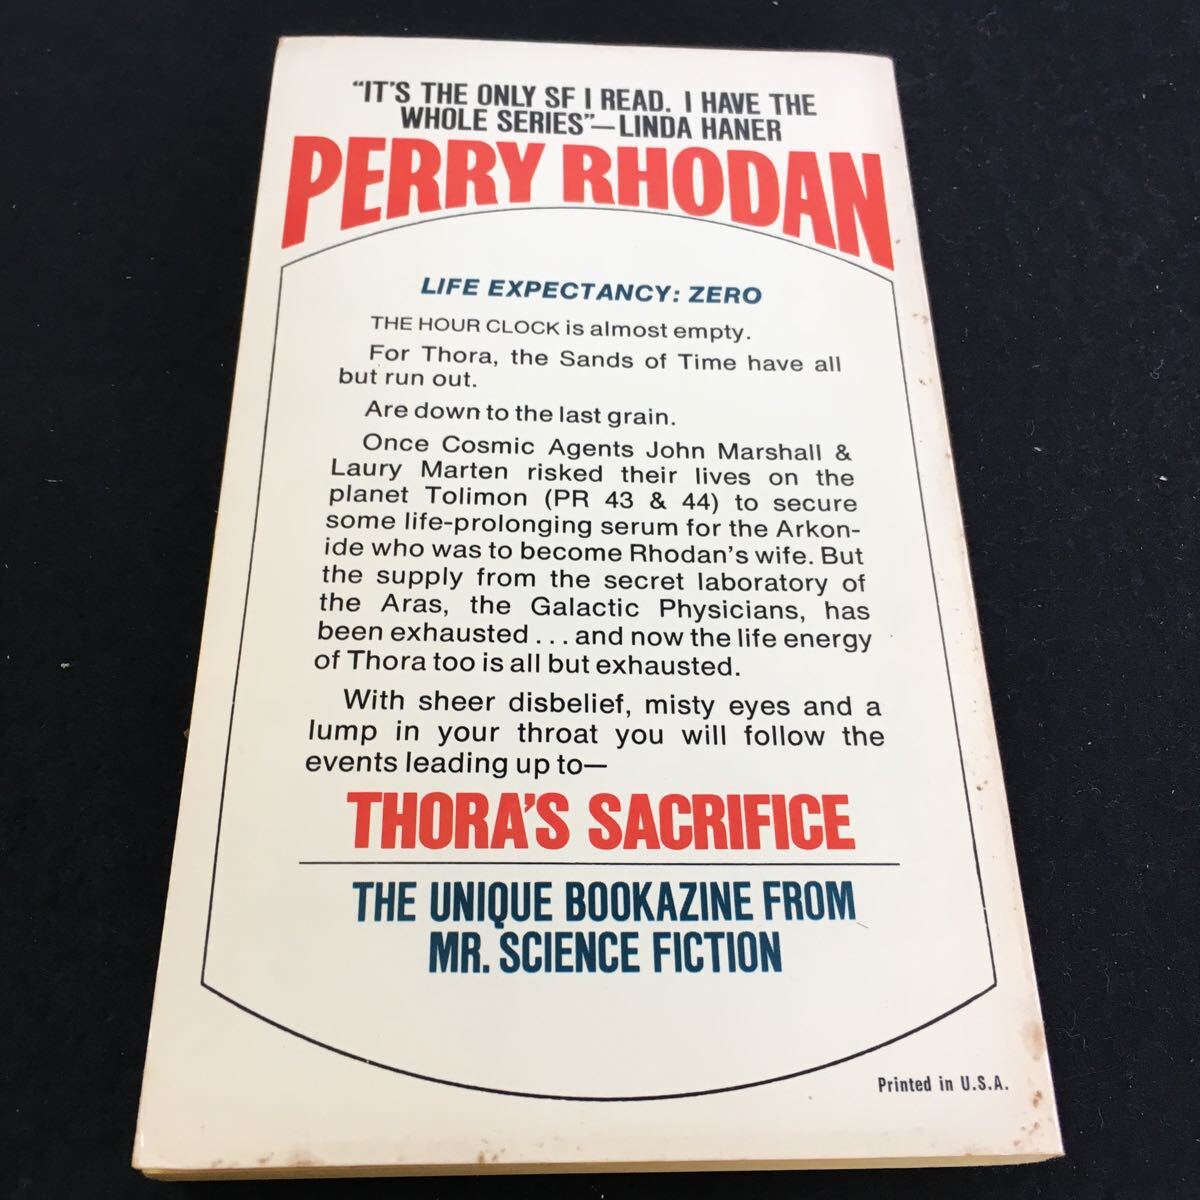 "IT'S THE ONLY SF I READ. I HAVE THE
WHOLE SERIES"—LINDA HANER
PERRY RHODAN
LIFE EXPECTANCY: ZERO
THE HOUR CLOCK is almost empty.
For Thora, the Sands of Time have all
but run out.
Are down to the last grain.
Once Cosmic Agents John Marshall &
Laury Marten risked their lives on the
planet Tolimon (PR 43 & 44) to secure
some life-prolonging serum for the Arkon-
ide who was to become Rhodan's wife. But
the supply from the secret laboratory of
the Aras, the Galactic Physicians, has
been exhausted . . . and now the life energy
of Thora too is all but exhausted.
With sheer disbelief, misty eyes and a
lump in your throat you will follow the
events leading up to—
THORA'S SACRIFICE
THE UNIQUE BOOKAZINE FROM
MR. SCIENCE FICTION
Printed in U.S.A.